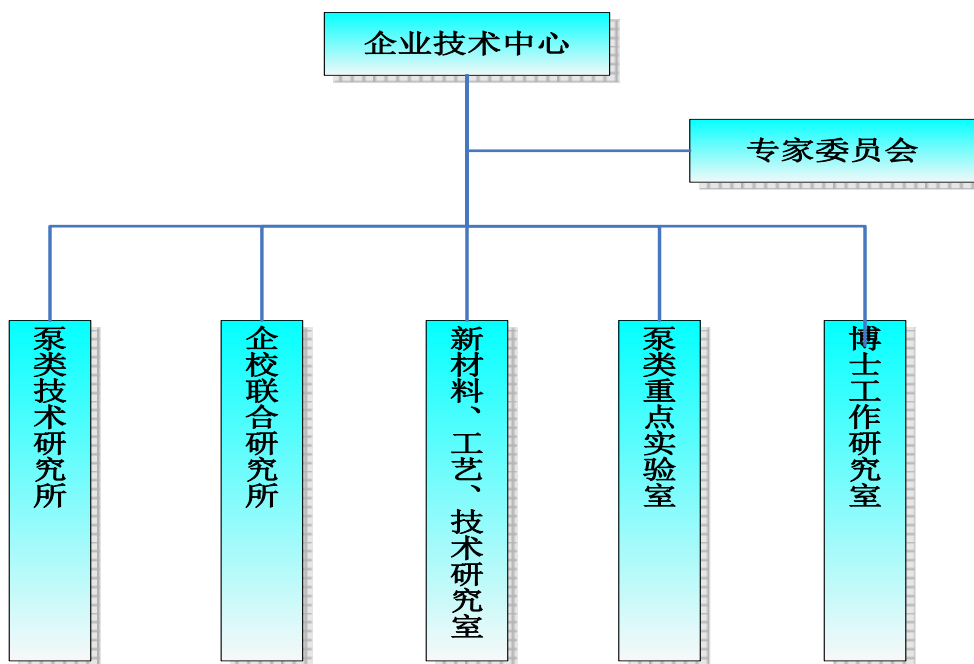 企业技术中心
专家委员会
泵类技术研究所
企校联合研究所
新材料、工艺、技术研究室
泵类重点实验室
博士工作研究室